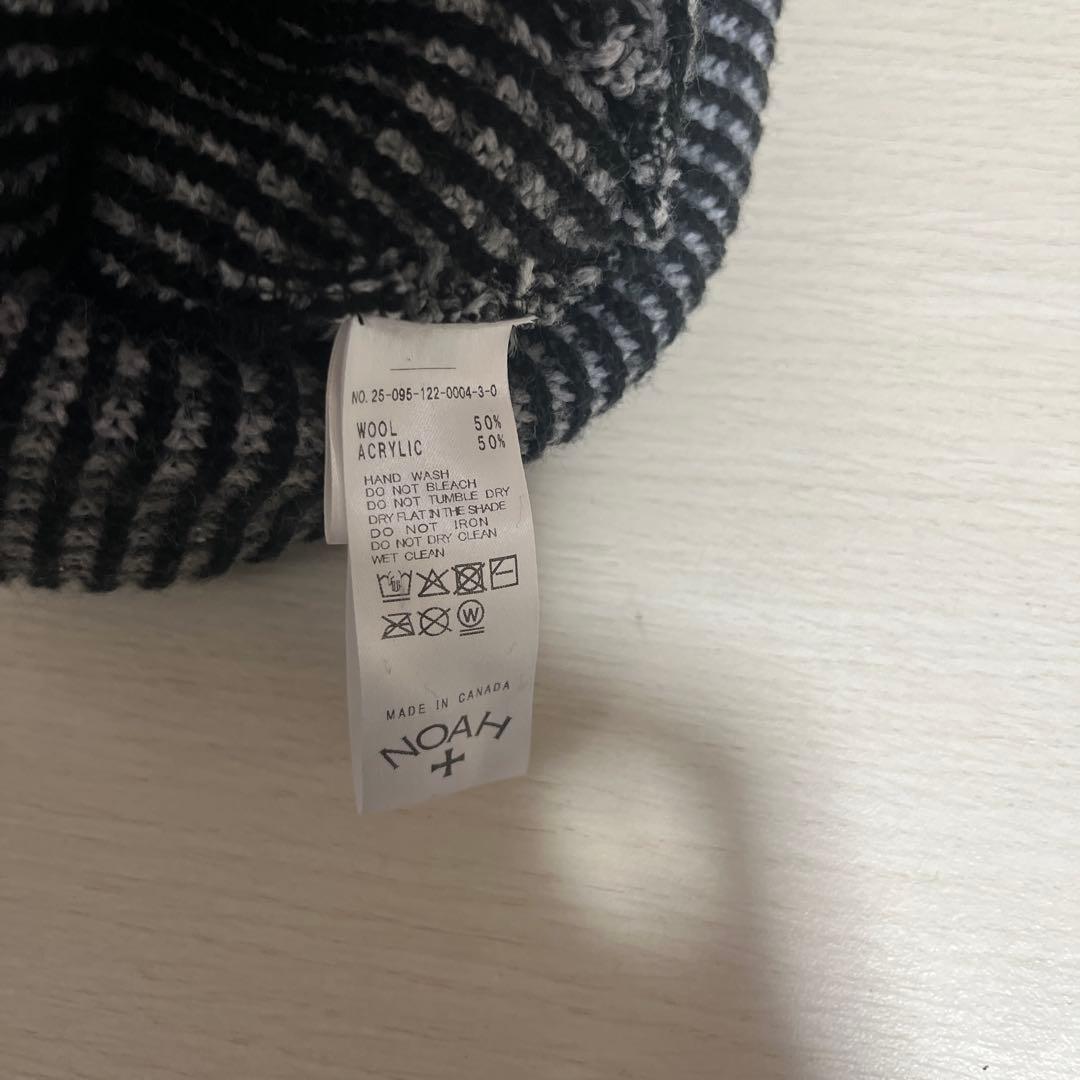 NO. 25-095-122-0004-3-0
WOOL 50%
ACRYLIC 50%
HAND WASH
DO NOT BLEACH
DO NOT TUMBLE DRY
DRY FLAT IN THE SHADE
DO NOT IRON
DO NOT DRY CLEAN
WET CLEAN
W
MADE IN CANADA
NOAH